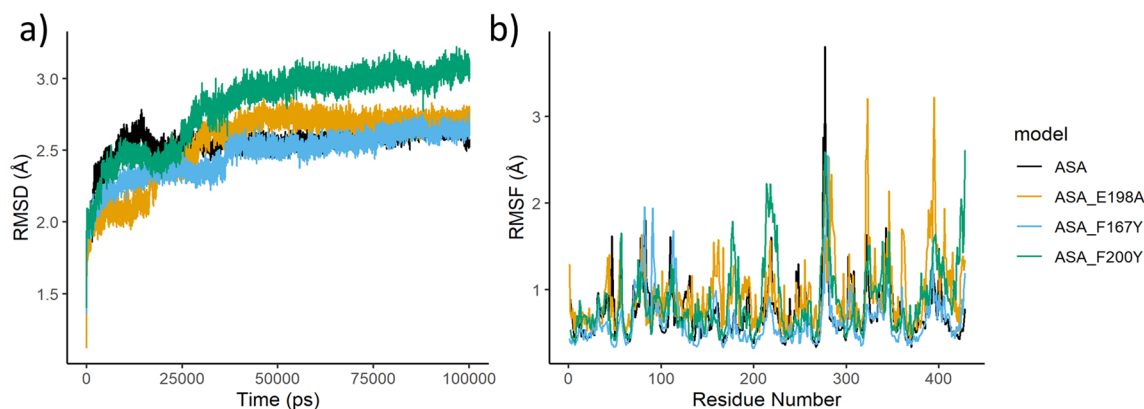 a)
RMSD (Å)
3.0
2.5
2.0
1.5
0
25000
50000
75000
100000
Time (ps)
b)
RMSF (Å)
3
2
1
0
100
200
300
400
Residue Number
model
ASA
ASA_E198A
ASA_F167Y
ASA_F200Y